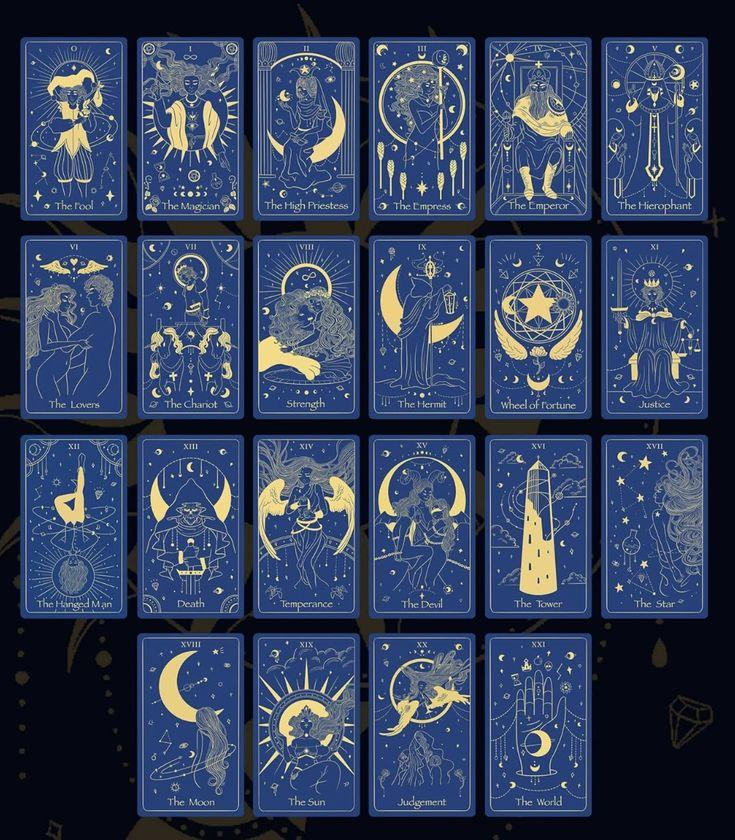 O
The Fool
I
The Magician
II
The High Priestess
III
The Empress
IV
The Emperor
V
The Hierophant
VI
The Lovers
VII
The Chariot
VIII
Strength
IX
The Hermit
X
Wheel of Fortune
XI
Justice
XII
The Hanged Man
XIII
Death
XIV
Temperance
XV
The Devil
XVI
The Tower
XVII
The Star
XVIII
The Moon
XIX
The Sun
XX
Judgement
XXI
The World